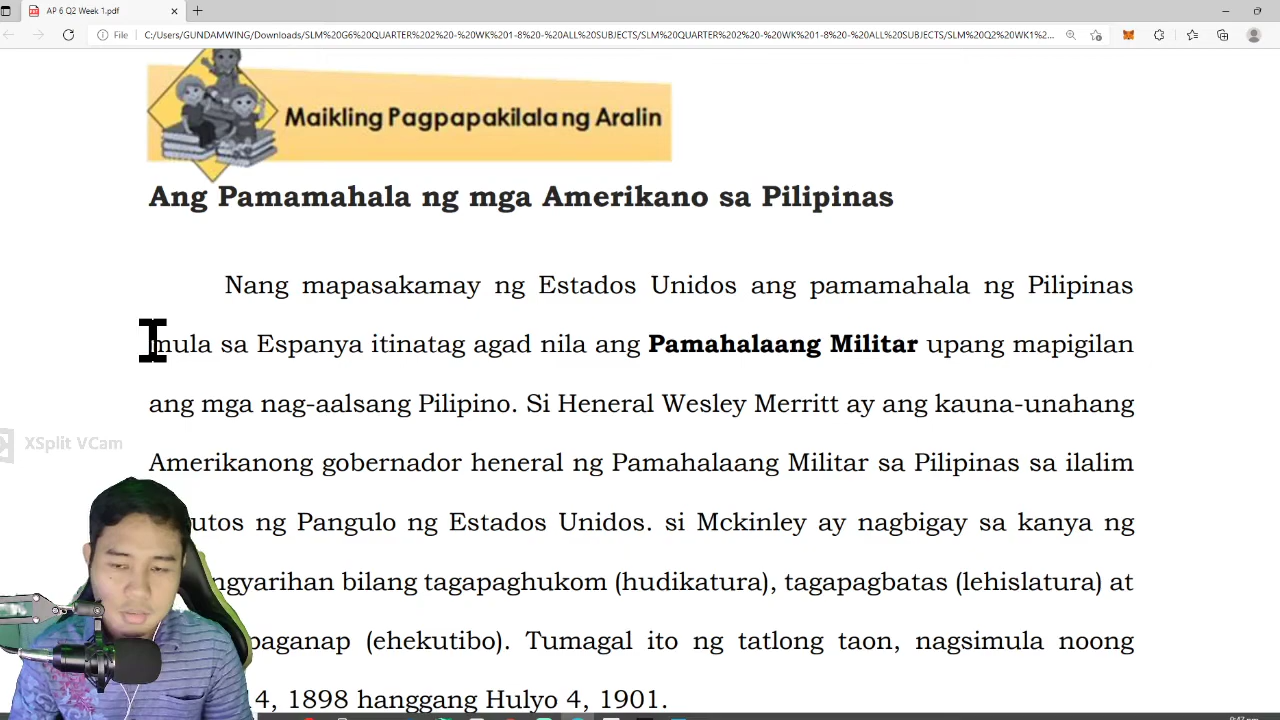 AP 6 Q2 Week 1.pdf
File C:/Users/GUNDAMWING/Downloads/SLM%20G6%20QUARTER%202%20-%20WK%201-8%20-%20ALL%20SUBJECTS/SLM%20QUARTER%202%20-%20WK%201-8%20-%20ALL%20SUBJECTS/SLM%20Q2%20WK1%2...
Maikling Pagpapakilala ng Aralin
Ang Pamamahala ng mga Amerikano sa Pilipinas
Nang mapasakamay ng Estados Unidos ang pamamahala ng Pilipinas
mula sa Espanya itinatag agad nila ang Pamahalaang Militar upang mapigilan
ang mga nag-aalsang Pilipino. Si Heneral Wesley Merritt ay ang kauna-unahang
XSplit VCam
Amerikanong gobernador heneral ng Pamahalaang Militar sa Pilipinas sa ilalim
utos ng Pangulo ng Estados Unidos. si Mckinley ay nagbigay sa kanya ng
ngyarihan bilang tagapaghukom (hudikatura), tagapagbatas (lehislatura) at
paganap (ehekutibo). Tumagal ito ng tatlong taon, nagsimula noong
4, 1898 hanggang Hulyo 4, 1901.